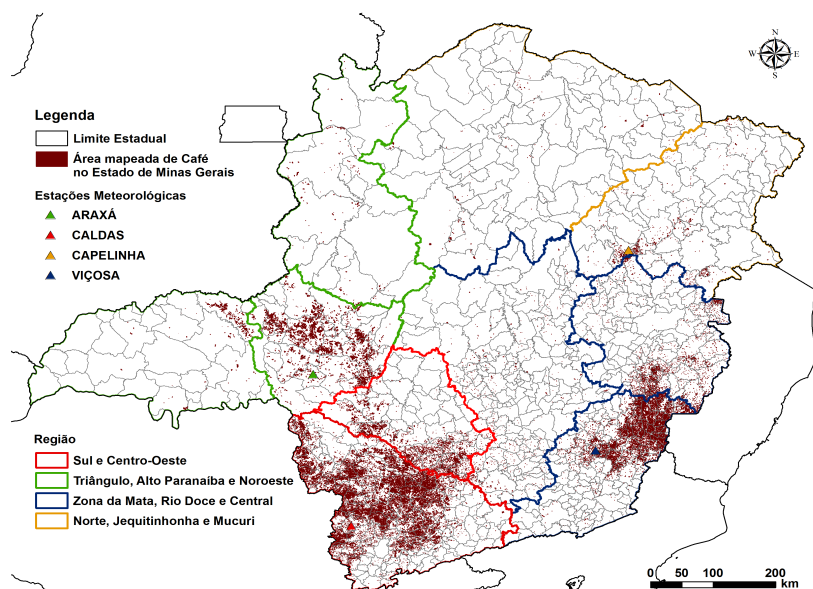 N
W E
S
Legenda
Limite Estadual
Área mapeada de Café
no Estado de Minas Gerais
Estações Meteorológicas
ARAXÁ
CALDAS
CAPELINHA
VIÇOSA
Região
Sul e Centro-Oeste
Triângulo, Alto Paranaíba e Noroeste
Zona da Mata, Rio Doce e Central
Norte, Jequitinhonha e Mucuri
0 50 100 200
km